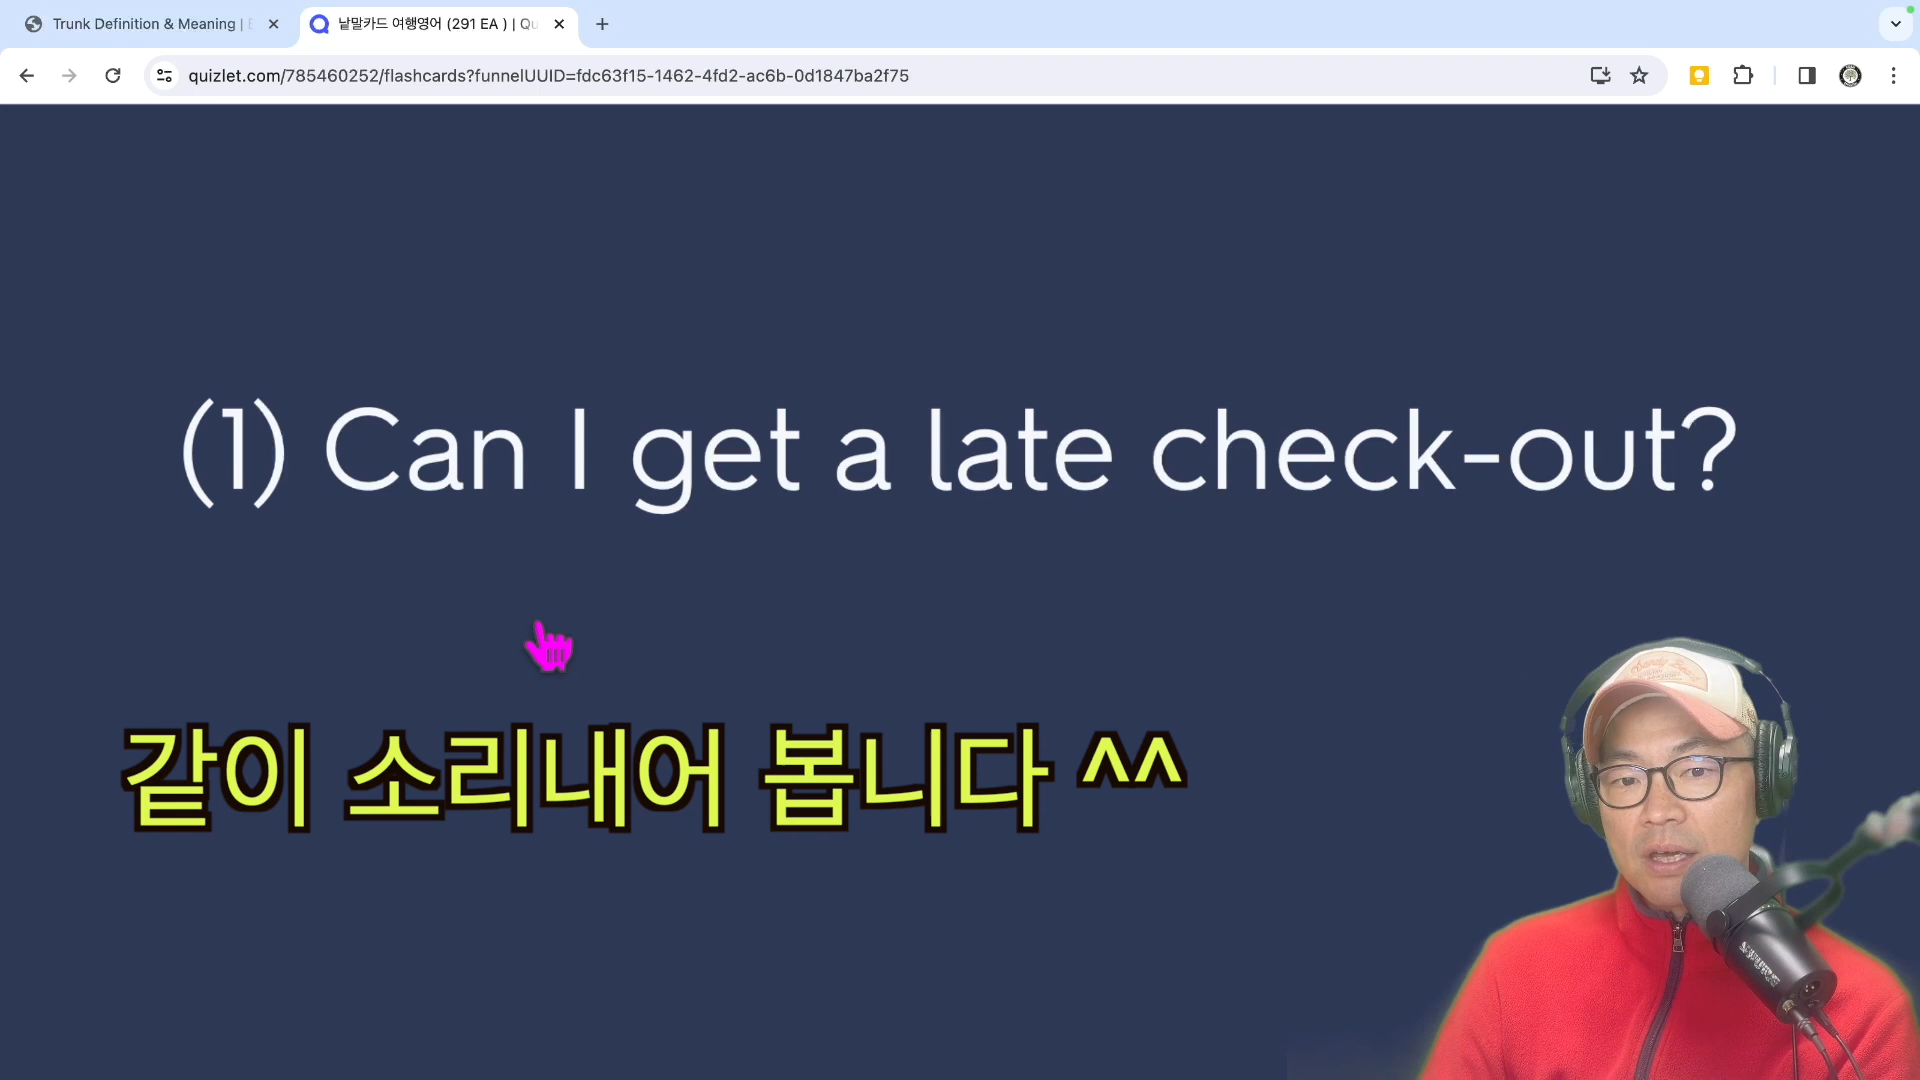 Trunk Definition & Meaning |
낱말카드 여행영어 (291 EA ) | Qu
quizlet.com/785460252/flashcards?funnelUUID=fdc63f15-1462-4fd2-ac6b-0d1847ba2f75
(1) Can I get a late check-out?
같이 소리내어 봅니다 ^^